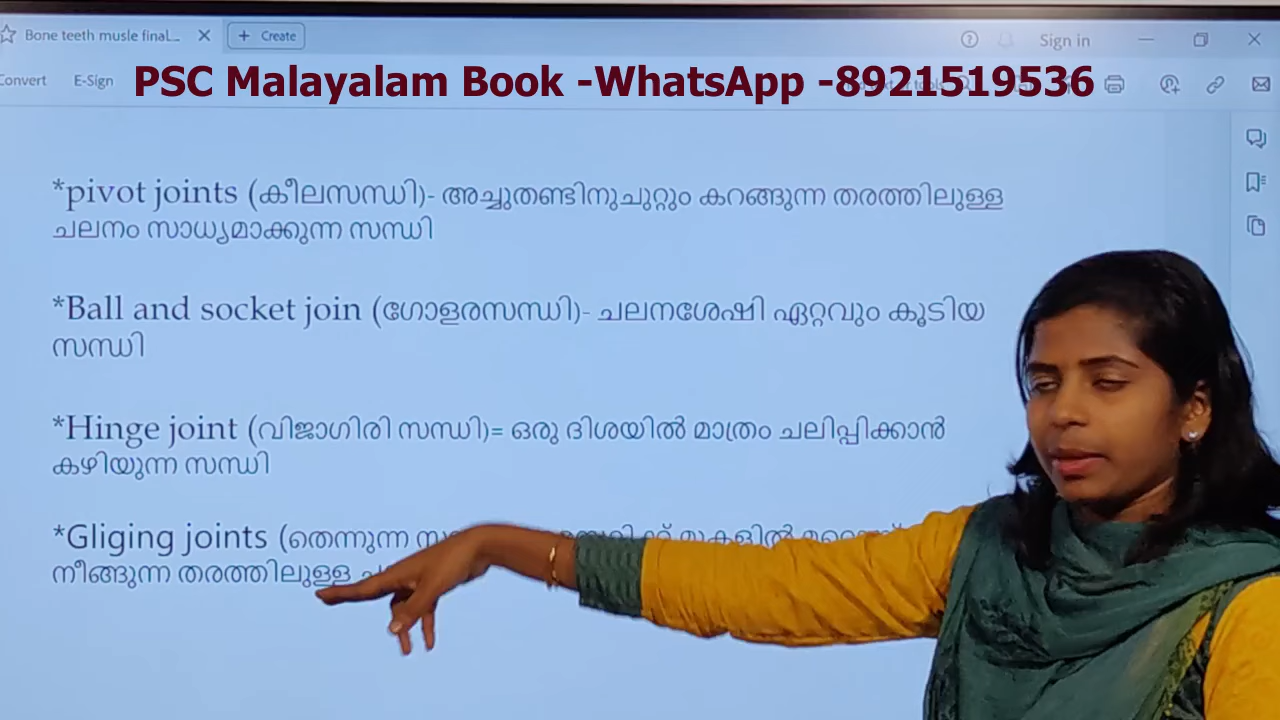 Bone teeth musle final...
Create
Sign in
Convert
E-Sign
PSC Malayalam Book -WhatsApp -8921519536
*pivot joints (കീലസന്ധി)- അച്ചുതണ്ടിനുചുറ്റും കറങ്ങുന്ന തരത്തിലുള്ള
ചലനം സാധ്യമാക്കുന്ന സന്ധി
*Ball and socket join (ഗോളരസന്ധി)- ചലനശേഷി ഏറ്റവും കൂടിയ
സന്ധി
*Hinge joint (വിജാഗിരി സന്ധി)= ഒരു ദിശയിൽ മാത്രം ചലിപ്പിക്കാൻ
കഴിയുന്ന സന്ധി
*Gliging joints (തെന്നുന്ന മുകളിൽ
നീങ്ങുന്ന തരത്തിലുള്ള